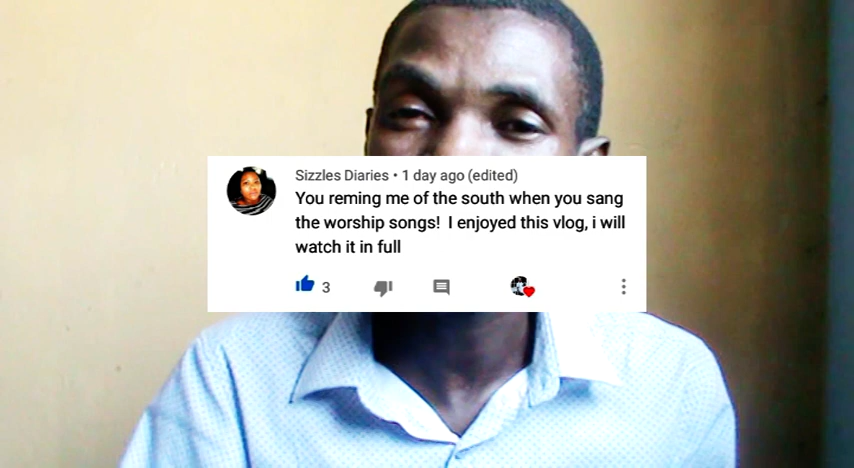 Sizzles Diaries • 1 day ago (edited)
You reming me of the south when you sang
the worship songs!  I enjoyed this vlog, i will
watch it in full
3